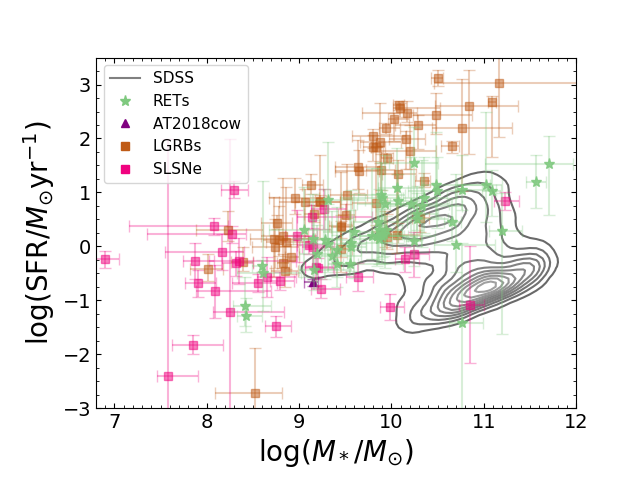 SDSS
RETs
AT2018cow
LGRBs
SLSNe
3
2
1
0
−1
−2
−3
7 8 9 10 11 12
log(SFR/M⊙yr⁻¹)
log(M*/M⊙)